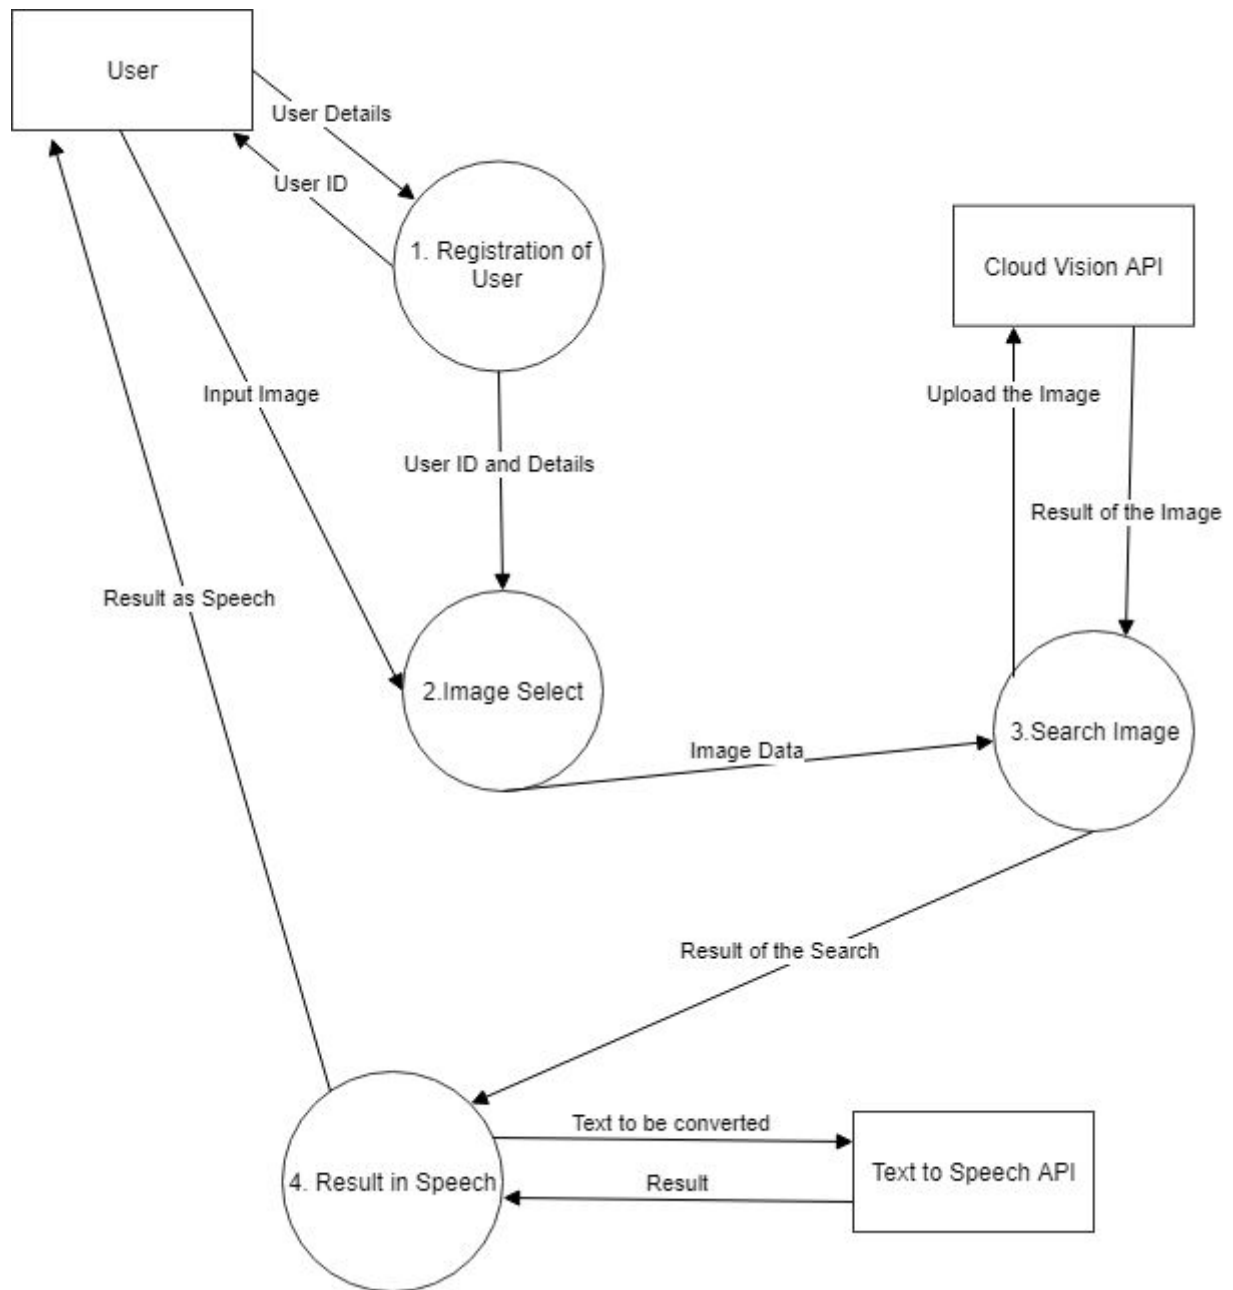 User
User Details
User ID
1. Registration of
User
Cloud Vision API
Input Image
Upload the Image
User ID and Details
Result of the Image
Result as Speech
2.Image Select
3.Search Image
Image Data
Result of the Search
Text to be converted
4. Result in Speech
Result
Text to Speech API